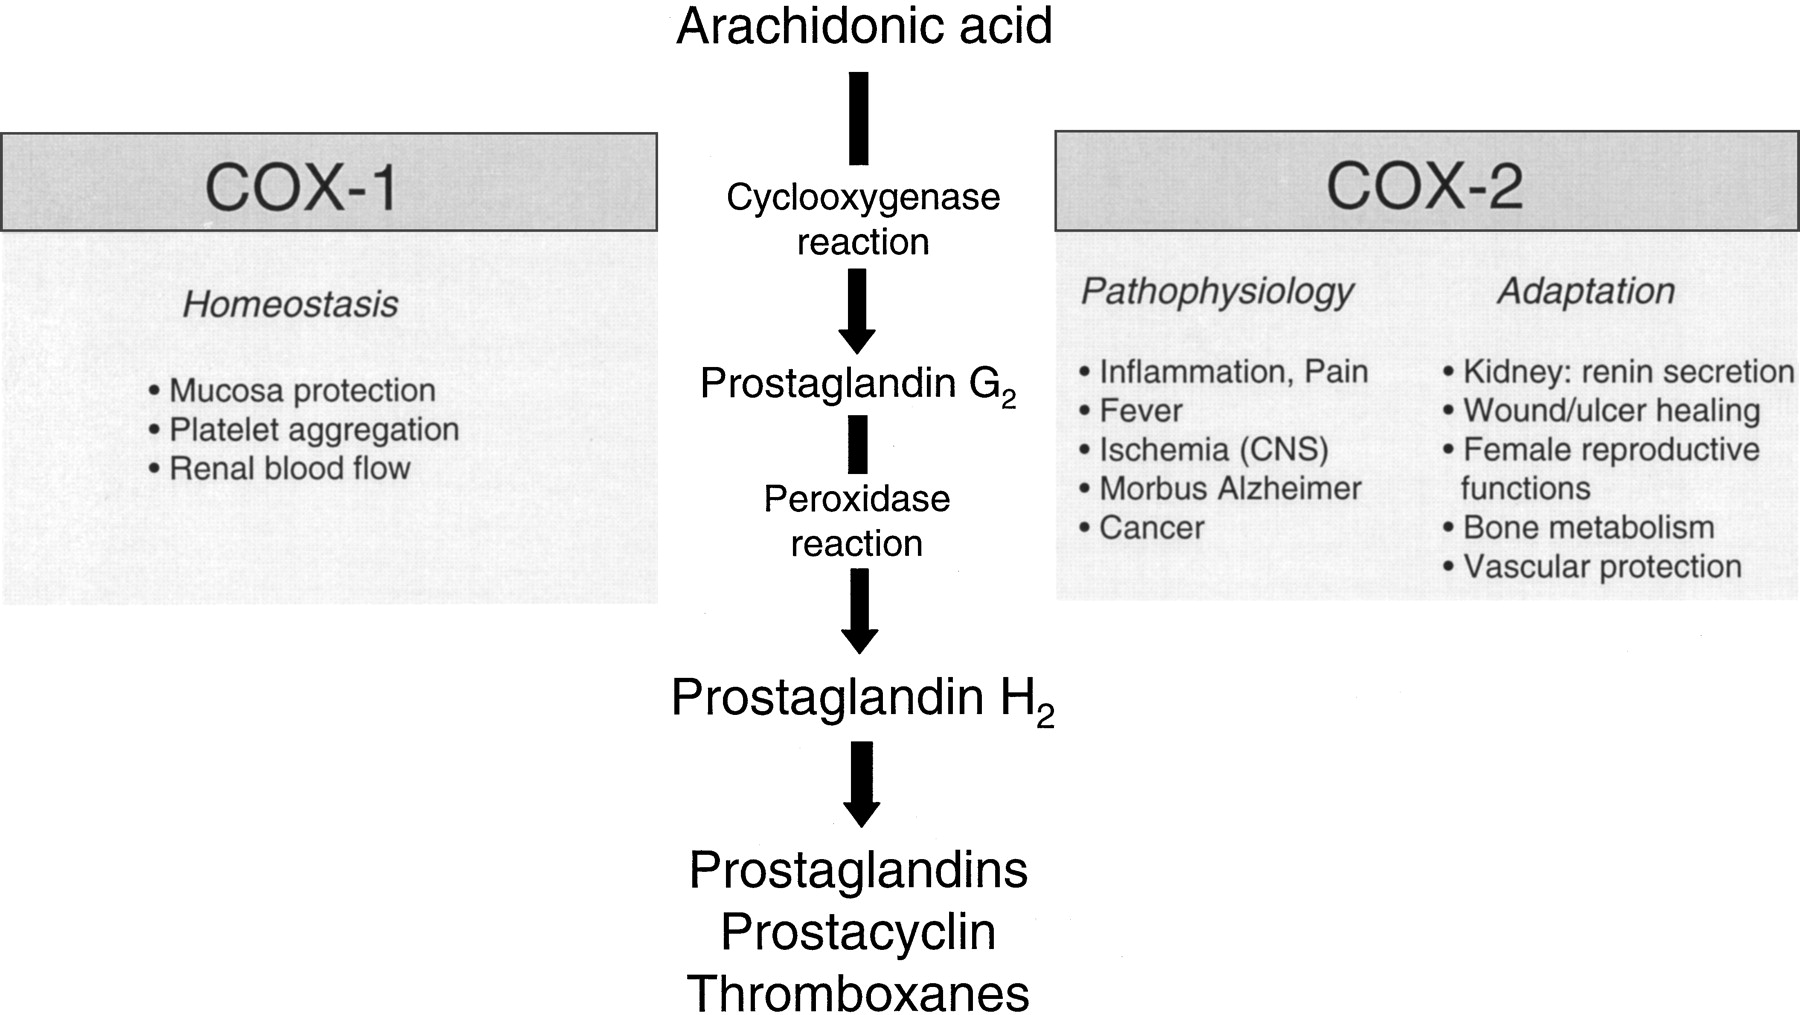 Arachidonic acid
COX-1
Homeostasis
• Mucosa protection
• Platelet aggregation
• Renal blood flow
Cyclooxygenase
reaction
Prostaglandin G₂
Peroxidase
reaction
Prostaglandin H₂
Prostaglandins
Prostacyclin
Thromboxanes
COX-2
Pathophysiology
• Inflammation, Pain
• Fever
• Ischemia (CNS)
• Morbus Alzheimer
• Cancer
Adaptation
• Kidney: renin secretion
• Wound/ulcer healing
• Female reproductive
functions
• Bone metabolism
• Vascular protection